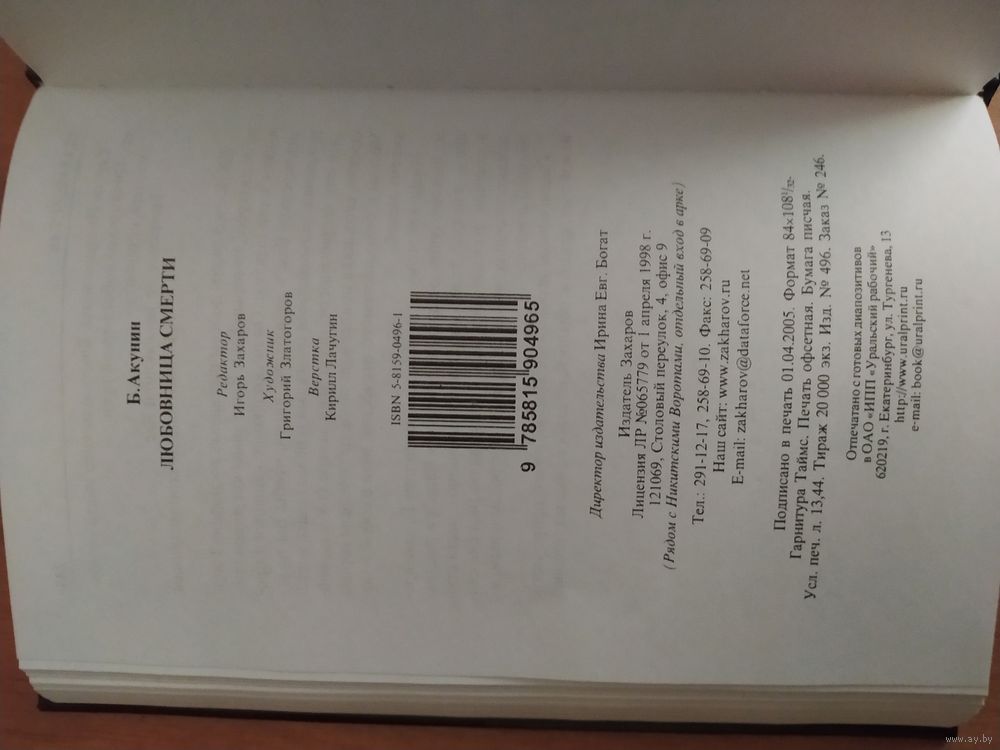 Б. Акунин
ЛЮБОВНИЦА СМЕРТИ
Редактор
Игорь Захаров
Художник
Григорий Златогоров
Верстка
Кирилл Лачугин
ISBN 5-8159-0496-1
9 785815 904965
Директор издательства Ирина Евг. Богат
Издатель Захаров
Лицензия ЛР №065779 от 1 апреля 1998 г.
121069, Столовый переулок, 4, офис 9
(Рядом с Никитскими Воротами, отдельный вход в арке)
Тел.: 291-12-17, 258-69-10. Факс: 258-69-09
Наш сайт: www.zakharov.ru
E-mail: zakharov@dataforce.net
Подписано в печать 01.04.2005. Формат 84×108¹/₃₂.
Гарнитура Таймс. Печать офсетная. Бумага писчая.
Усл. печ. л. 13,44. Тираж 20 000 экз. Изд. № 496. Заказ № 246.
Отпечатано с готовых диапозитивов
в ОАО «ИПП «Уральский рабочий»
620219, г. Екатеринбург, ул. Тургенева, 13
http://www.uralprint.ru
e-mail: book@uralprint.ru
www.ay.by